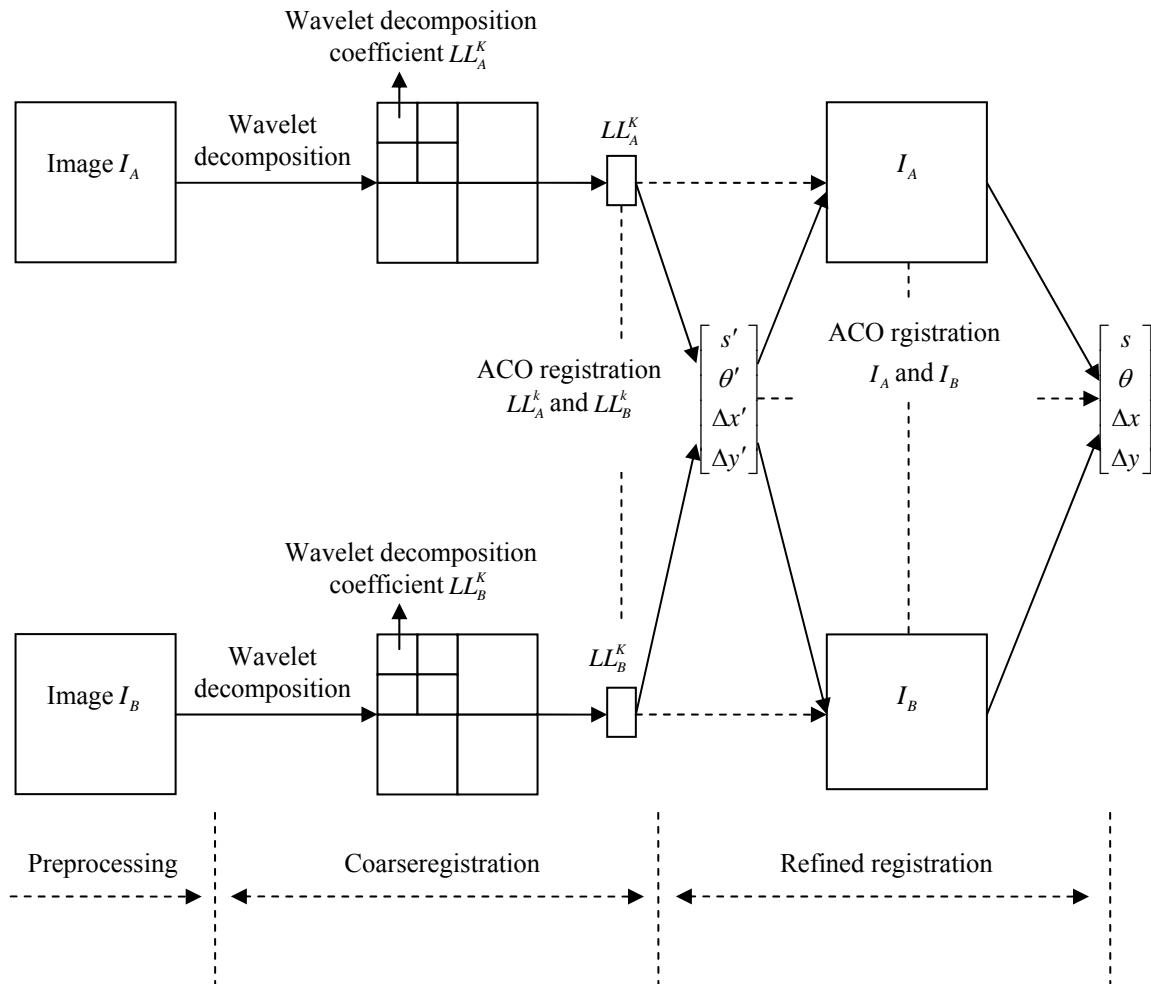 Wavelet decomposition
coefficient LL_A^K
Image I_A
Wavelet
decomposition
LL_A^K
I_A
ACO registration
LL_A^k and LL_B^k
s′
θ′
Δx′
Δy′
ACO rgistration
I_A and I_B
s
θ
Δx
Δy
Wavelet decomposition
coefficient LL_B^K
Image I_B
Wavelet
decomposition
LL_B^K
I_B
Preprocessing
Coarseregistration
Refined registration